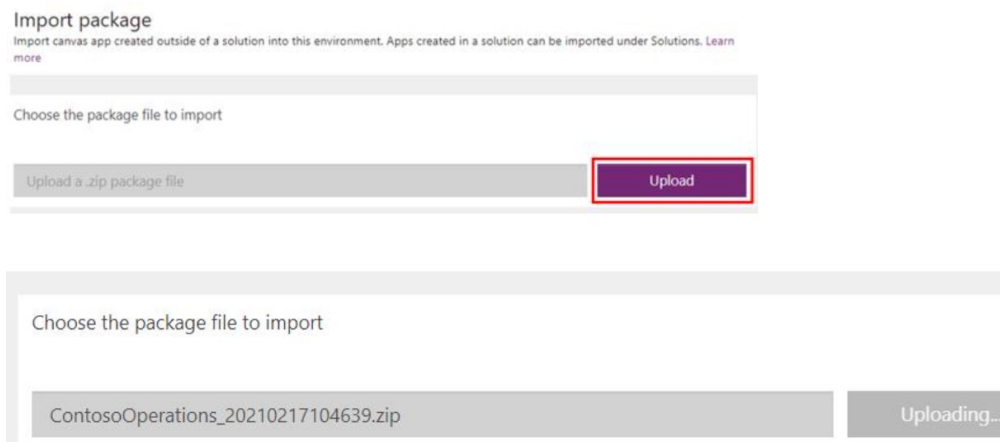 Import package
Import canvas app created outside of a solution into this environment. Apps created in a solution can be imported under Solutions. Learn
more
Choose the package file to import
Upload a .zip package file
Upload
Choose the package file to import
ContosoOperations_20210217104639.zip
Uploading...